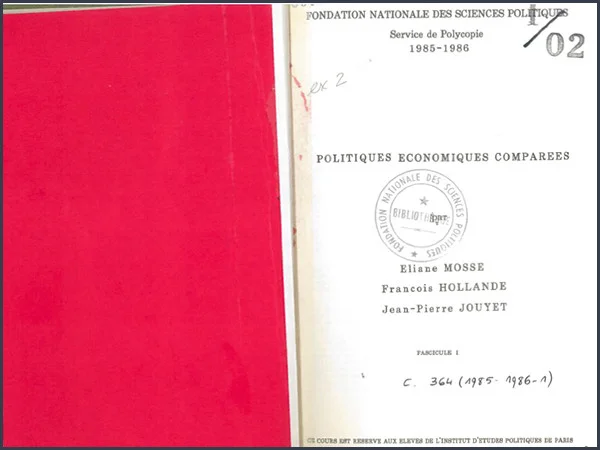 FONDATION NATIONALE DES SCIENCES POLITIQUES
Service de Polycopie
1985-1986
1/02
ex 2
POLITIQUES ECONOMIQUES COMPAREES
FONDATION NATIONALE DES SCIENCES POLITIQUES
BIBLIOTHEQUE
Eliane MOSSE
Francois HOLLANDE
Jean-Pierre JOUYET
FASCICULE 1
C. 364 (1985-1986-1)
CE COURS EST RESERVE AUX ELEVES DE L'INSTITUT D'ETUDES POLITIQUES DE PARIS